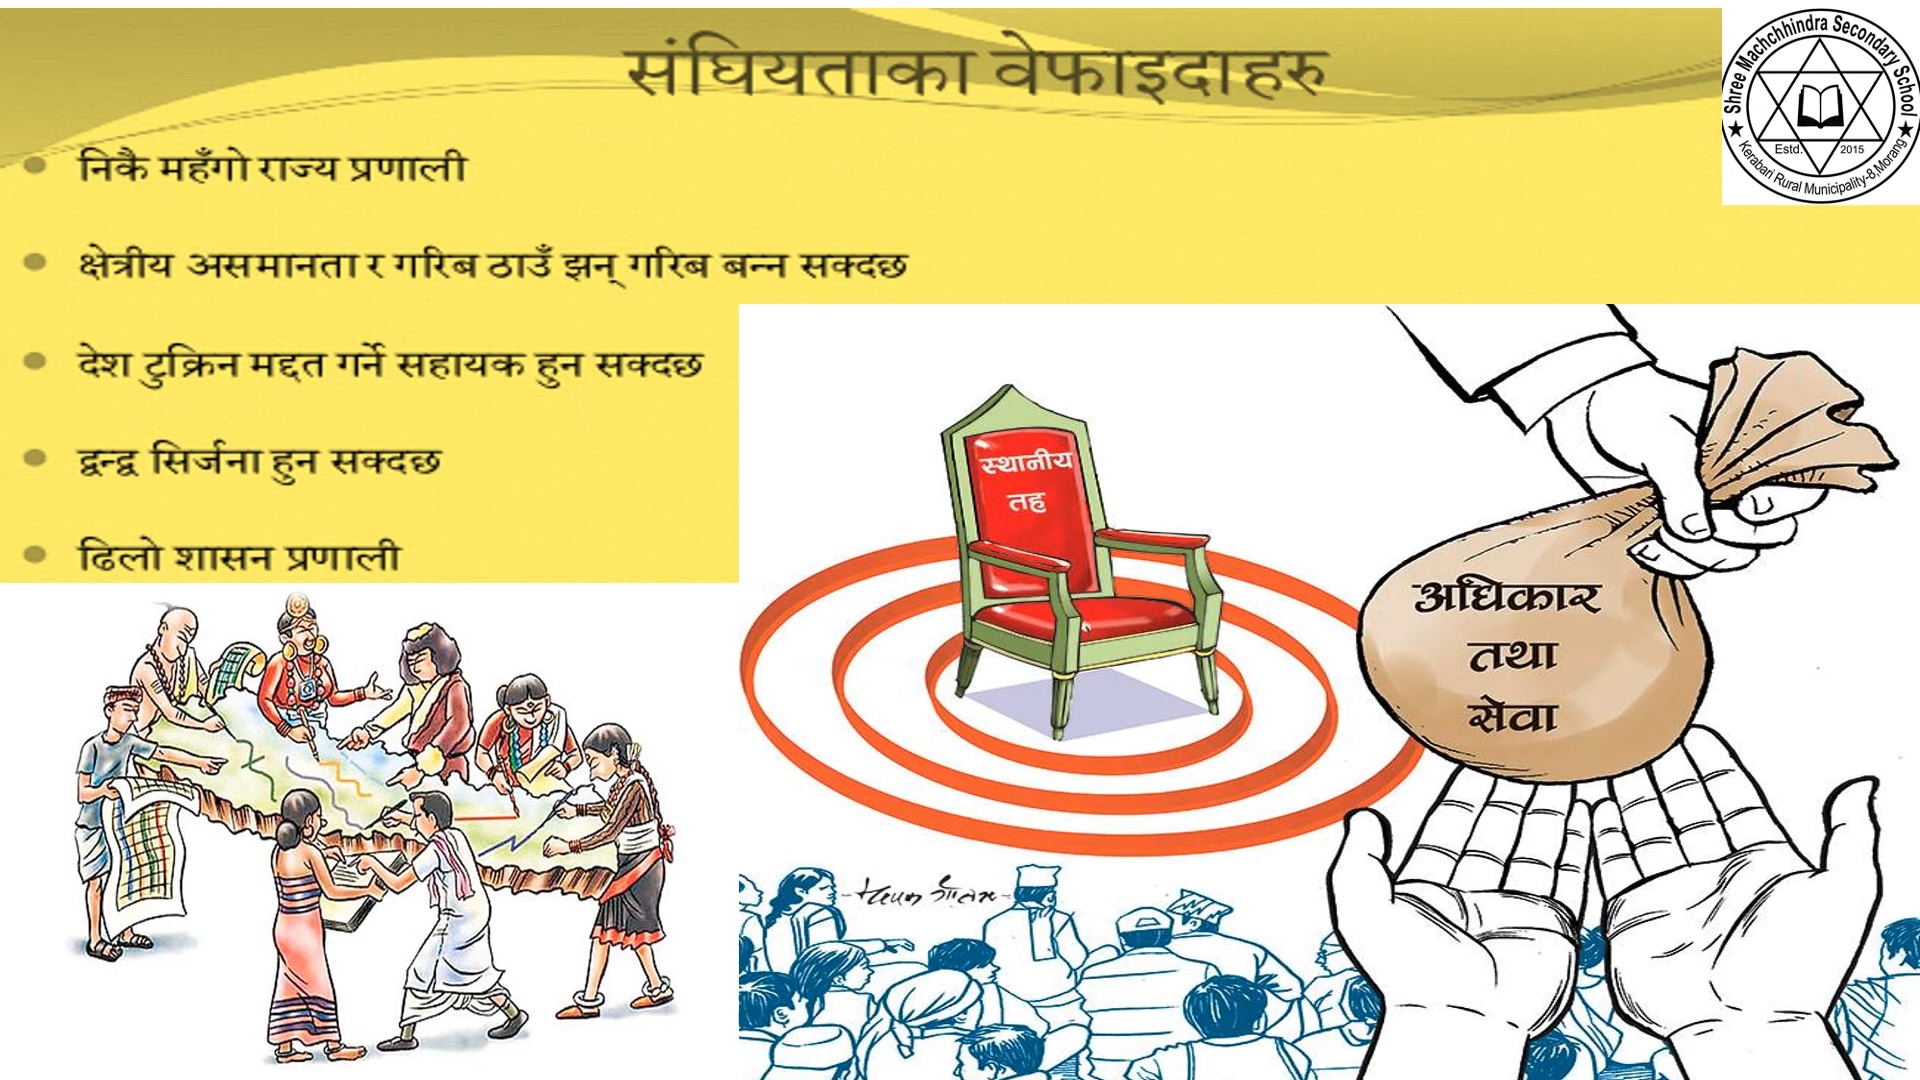 संघियताका वेफाइदाहरु
Shree Machchhindra Secondary School
Estd. 2015
Kerabari Rural Municipality-8,Morang
• निकै महँगो राज्य प्रणाली
• क्षेत्रीय असमानता र गरिब ठाउँ झन् गरिब बन्न सक्दछ
• देश टुक्रिन मद्दत गर्ने सहायक हुन सक्दछ
• द्वन्द्व सिर्जना हुन सक्दछ
• ढिलो शासन प्रणाली
स्थानीय
तह
अधिकार
तथा
सेवा